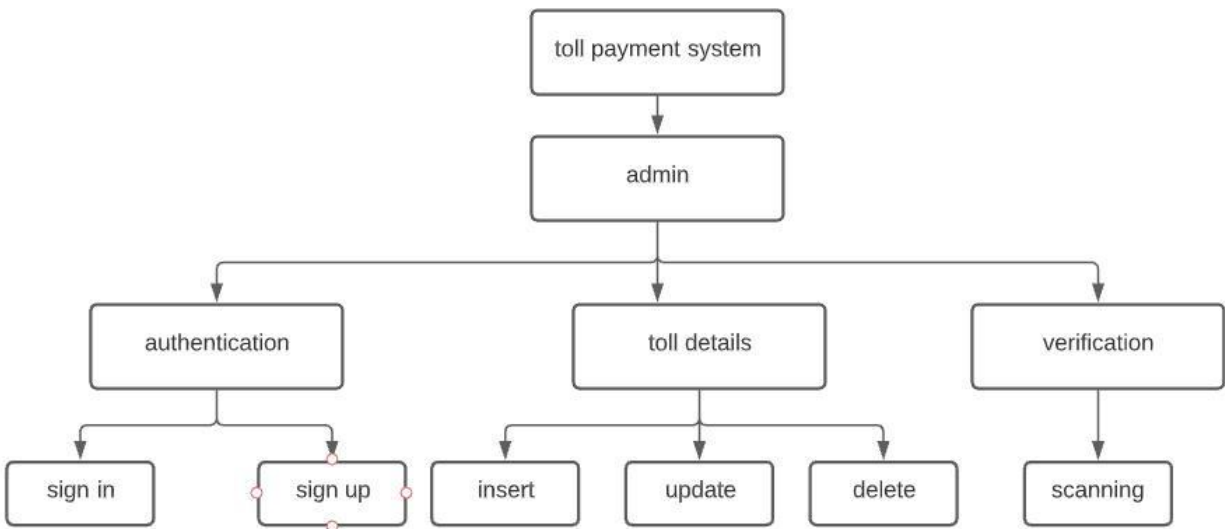 toll payment system
admin
authentication
toll details
verification
sign in
sign up
insert
update
delete
scanning